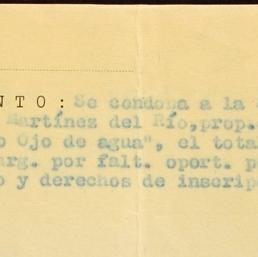 NTO: Se condona a la
Martínez del Río, prop.
Ojo de agua", el tota
arg. por falt. oport. p
o y derechos de inscrip